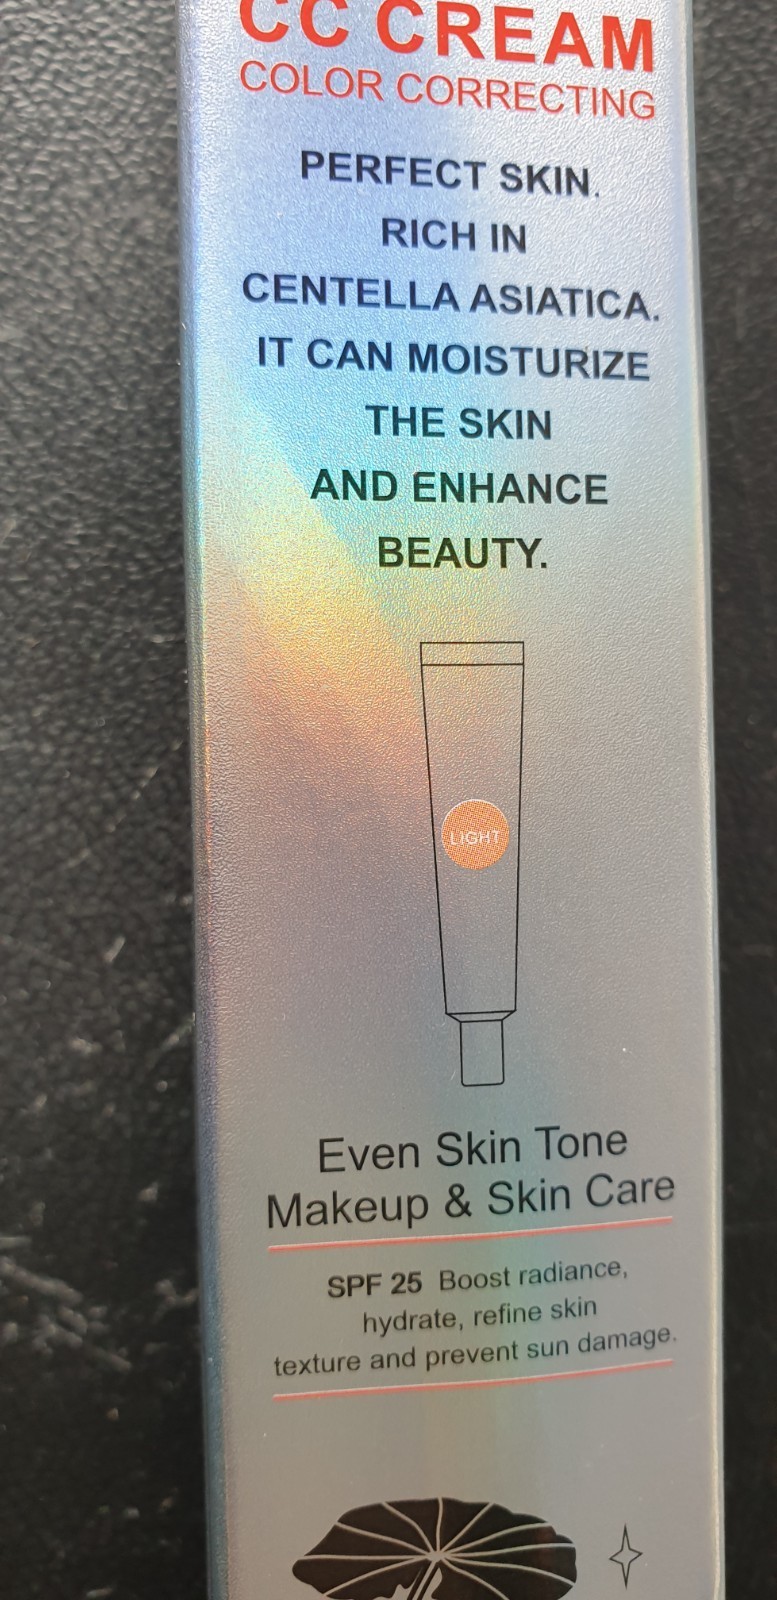 CC CREAM
COLOR CORRECTING
PERFECT SKIN.
RICH IN
CENTELLA ASIATICA.
IT CAN MOISTURIZE
THE SKIN
AND ENHANCE
BEAUTY.
LIGHT
Even Skin Tone
Makeup & Skin Care
SPF 25 Boost radiance,
hydrate, refine skin
texture and prevent sun damage.